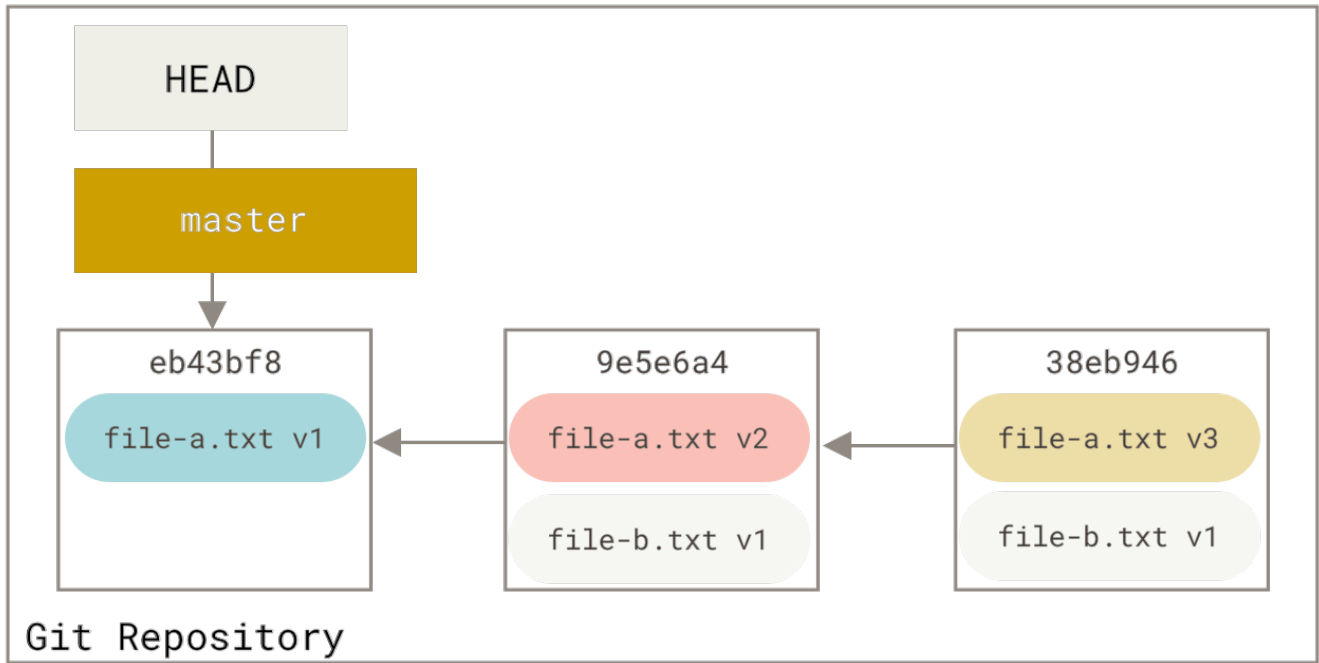 HEAD
master
eb43bf8
file-a.txt v1
9e5e6a4
file-a.txt v2
file-b.txt v1
38eb946
file-a.txt v3
file-b.txt v1
Git Repository